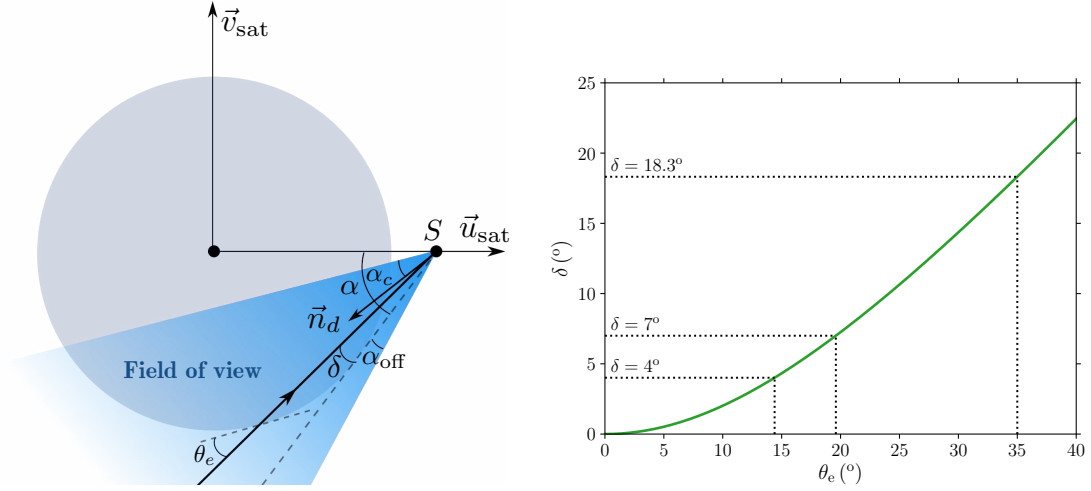 v⃗sat
S
u⃗sat
αc
α
n⃗d
δ
αoff
Field of view
θe
25
20
15
10
5
0
δ (°)
δ = 18.3°
δ = 7°
δ = 4°
0 5 10 15 20 25 30 35 40
θe (°)